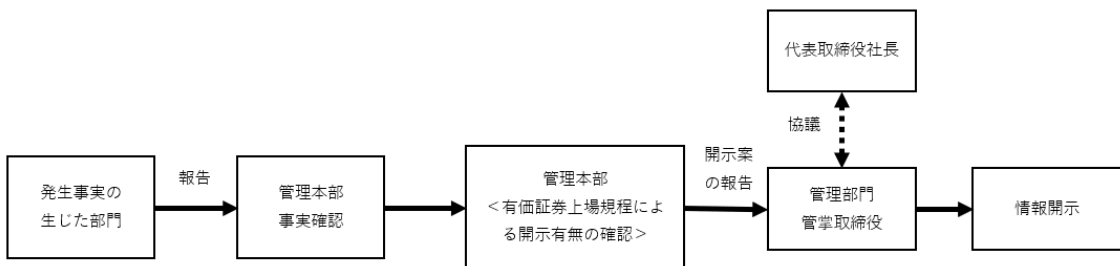 代表取締役社長
協議
発生事実の
生じた部門
報告
管理本部
事実確認
管理本部
＜有価証券上場規程によ
る開示有無の確認＞
開示案
の報告
管理部門
管掌取締役
情報開示